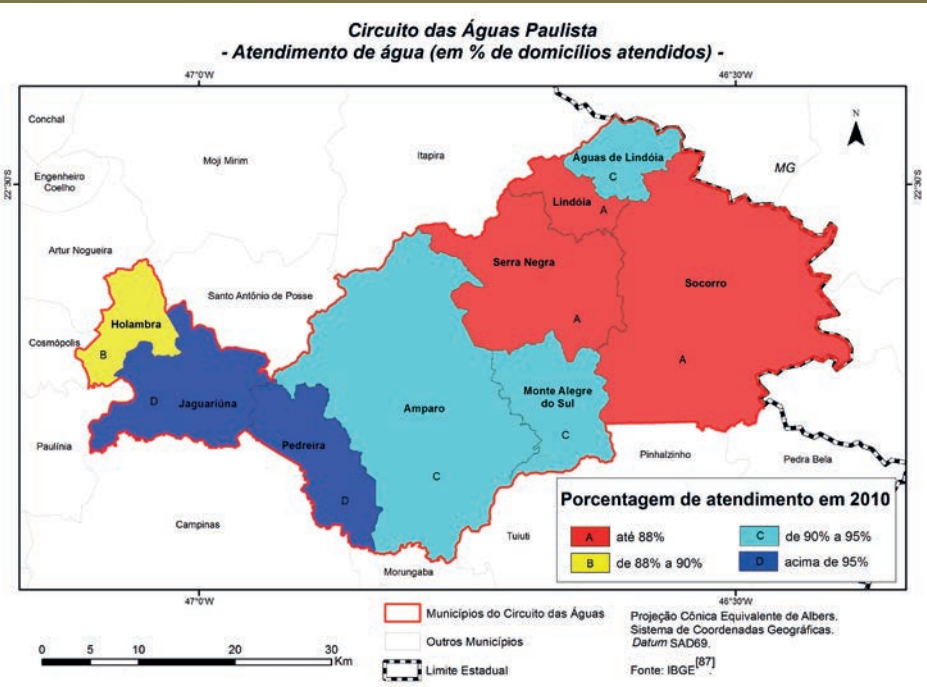 Circuito das Águas Paulista
- Atendimento de água (em % de domicílios atendidos) -
47°0'W
46°30'W
Conchal
N
Moji Mirim
Itapira
Águas de Lindóia
MG
Engenheiro
Coelho
C
22°30'S
22°30'S
Lindóia
A
Artur Nogueira
Serra Negra
Socorro
Santo Antônio de Posse
Holambra
A
Cosmópolis
B
A
Monte Alegre
do Sul
D
Jaguariúna
Amparo
C
Paulínia
Pedreira
Pinhalzinho
Pedra Bela
C
D
Campinas
Tuiuti
Morungaba
Porcentagem de atendimento em 2010
A até 88%
C de 90% a 95%
B de 88% a 90%
D acima de 95%
47°0'W
46°30'W
Municípios do Circuito das Águas
Outros Municípios
Limite Estadual
Projeção Cônica Equivalente de Albers.
Sistema de Coordenadas Geográficas.
Datum SAD69.
Fonte: IBGE[87].
0 5 10 20 30
Km